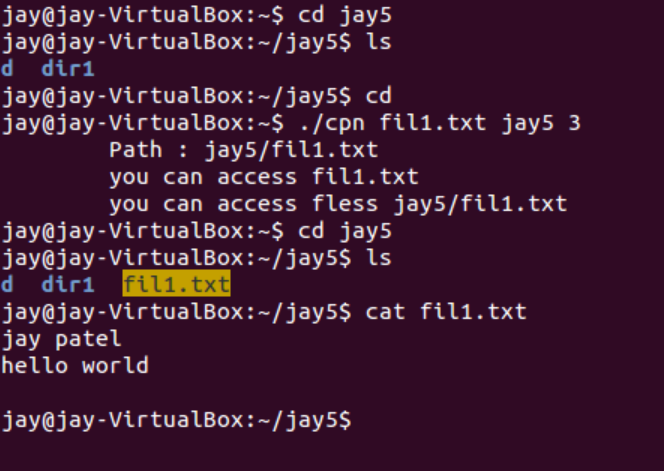 jay@jay-VirtualBox:~$ cd jay5
jay@jay-VirtualBox:~/jay5$ ls
d  dir1
jay@jay-VirtualBox:~/jay5$ cd
jay@jay-VirtualBox:~$ ./cpn fil1.txt jay5 3
        Path : jay5/fil1.txt
        you can access fil1.txt
        you can access fless jay5/fil1.txt
jay@jay-VirtualBox:~$ cd jay5
jay@jay-VirtualBox:~/jay5$ ls
d  dir1  fil1.txt
jay@jay-VirtualBox:~/jay5$ cat fil1.txt
jay patel
hello world

jay@jay-VirtualBox:~/jay5$